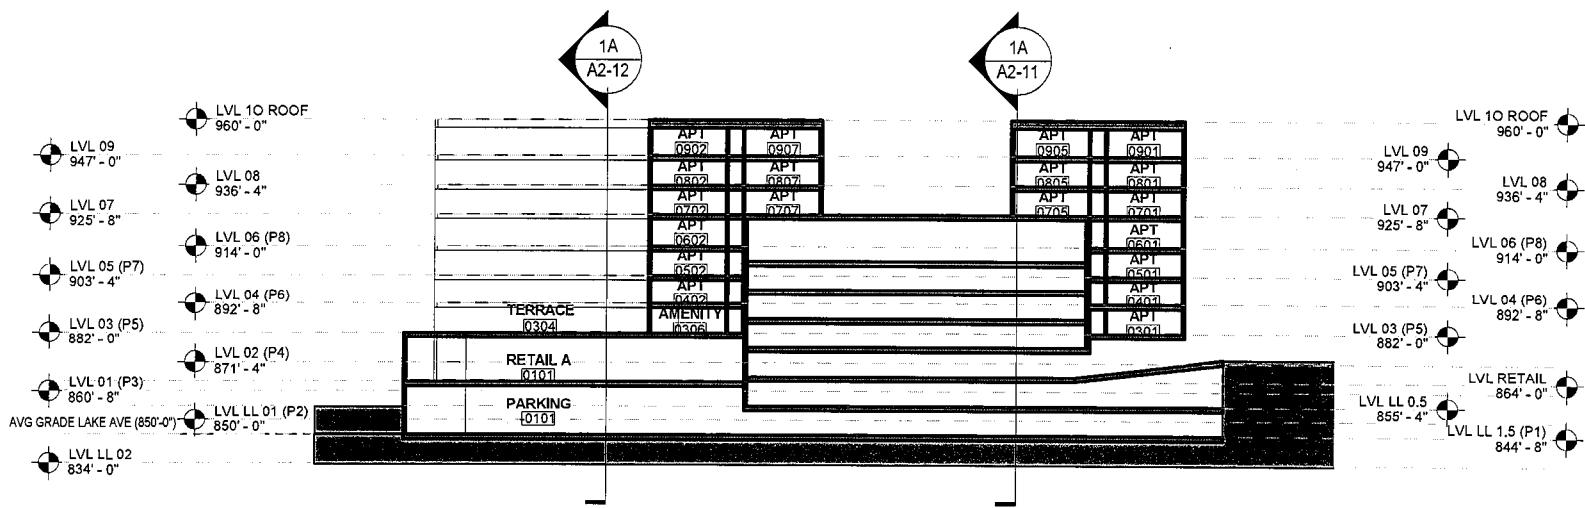 1A
A2-12
1A
A2-11
LVL 1O ROOF
960' - 0"
LVL 09
947' - 0"
LVL 08
936' - 4"
LVL 07
925' - 8"
LVL 06 (P8)
914' - 0"
LVL 05 (P7)
903' - 4"
LVL 04 (P6)
892' - 8"
LVL 03 (P5)
882' - 0"
LVL 02 (P4)
871' - 4"
LVL 01 (P3)
860' - 8"
LVL LL 01 (P2)
850' - 0"
AVG GRADE LAKE AVE (850'-0")
LVL LL 02
834' - 0"
APT
0902
APT
0907
APT
0802
APT
0807
APT
0702
APT
0707
APT
0602
APT
0502
APT
0402
TERRACE
0304
AMENITY
0306
RETAIL A
0101
PARKING
-0101
APT
0905
APT
0901
APT
0805
APT
0801
APT
0705
APT
0701
APT
0601
APT
0501
APT
0401
APT
0301
LVL 1O ROOF
960' - 0"
LVL 09
947' - 0"
LVL 08
936' - 4"
LVL 07
925' - 8"
LVL 06 (P8)
914' - 0"
LVL 05 (P7)
903' - 4"
LVL 04 (P6)
892' - 8"
LVL 03 (P5)
882' - 0"
LVL RETAIL
864' - 0"
LVL LL 0.5
855' - 4"
LVL LL 1.5 (P1)
844' - 8"